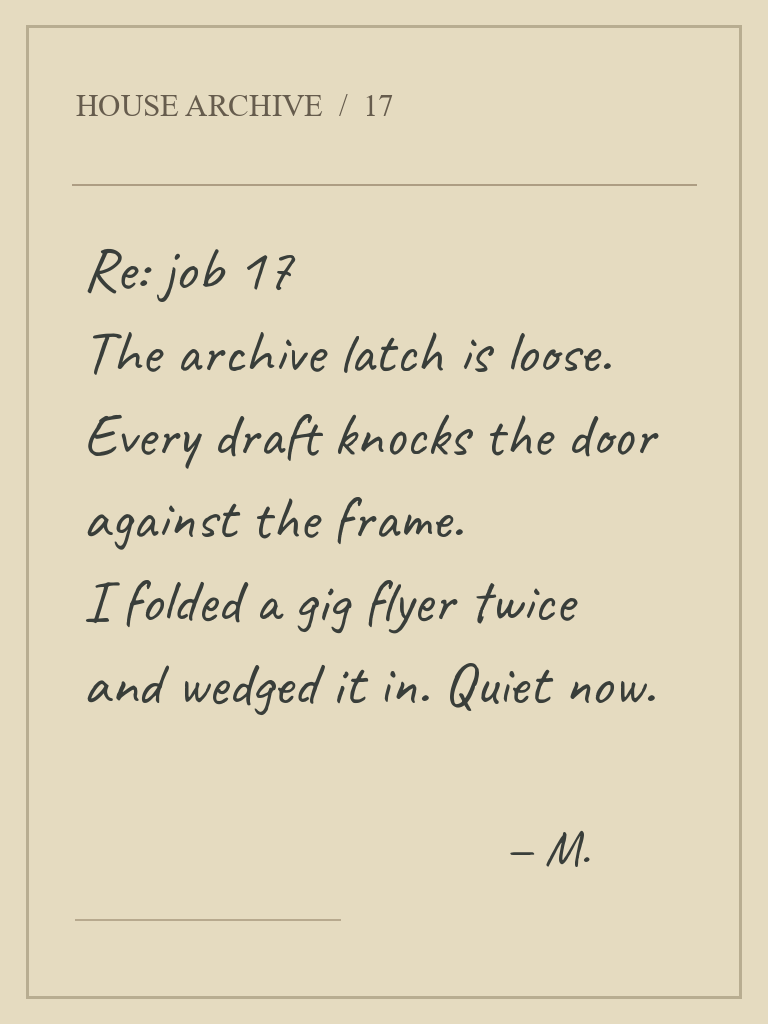 HOUSE ARCHIVE / 17
Re: job 17
The archive latch is loose.
Every draft knocks the door
against the frame.
I folded a gig flyer twice
and wedged it in. Quiet now.
– M.